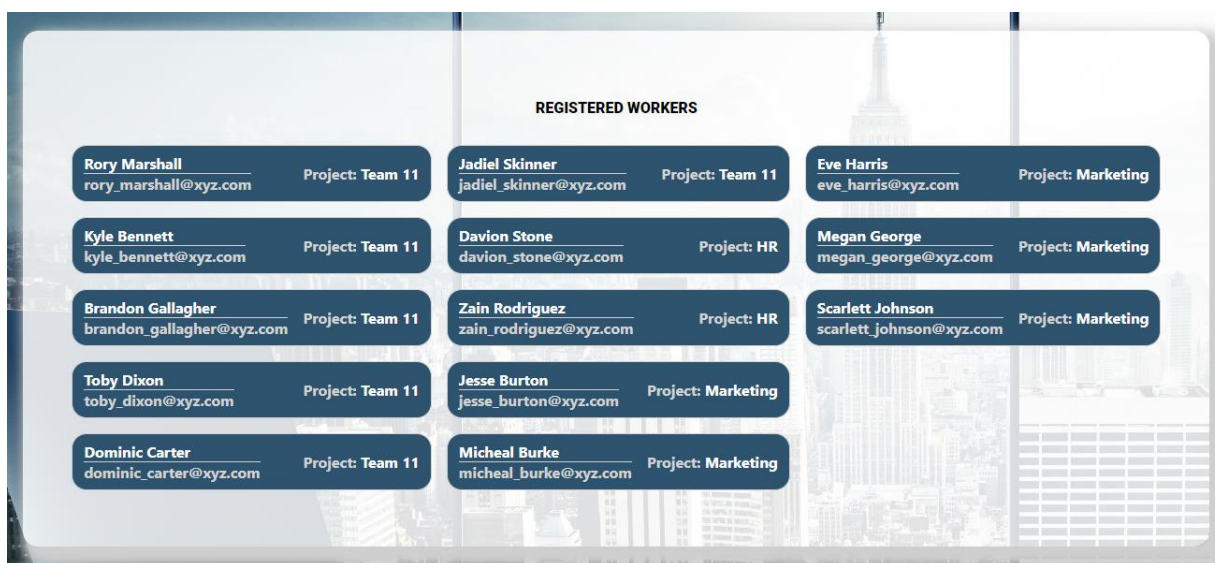 REGISTERED WORKERS
Rory Marshall
rory_marshall@xyz.com
Project: Team 11
Kyle Bennett
kyle_bennett@xyz.com
Project: Team 11
Brandon Gallagher
brandon_gallagher@xyz.com
Project: Team 11
Toby Dixon
toby_dixon@xyz.com
Project: Team 11
Dominic Carter
dominic_carter@xyz.com
Project: Team 11
Jadiel Skinner
jadiel_skinner@xyz.com
Project: Team 11
Davion Stone
davion_stone@xyz.com
Project: HR
Zain Rodriguez
zain_rodriguez@xyz.com
Project: HR
Jesse Burton
jesse_burton@xyz.com
Project: Marketing
Micheal Burke
micheal_burke@xyz.com
Project: Marketing
Eve Harris
eve_harris@xyz.com
Project: Marketing
Megan George
megan_george@xyz.com
Project: Marketing
Scarlett Johnson
scarlett_johnson@xyz.com
Project: Marketing